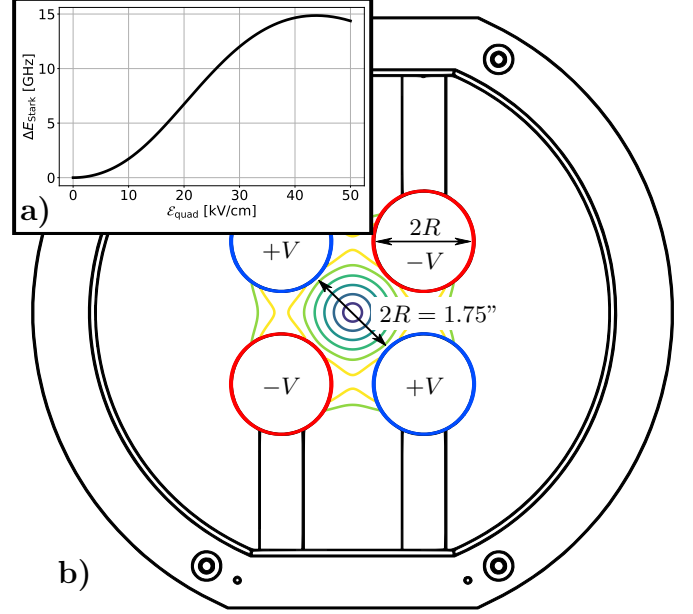 15
10
5
0
ΔE_Stark [GHz]
0 10 20 30 40 50
ℰ_quad [kV/cm]
a)
+V
2R
−V
2R = 1.75”
−V
+V
b)